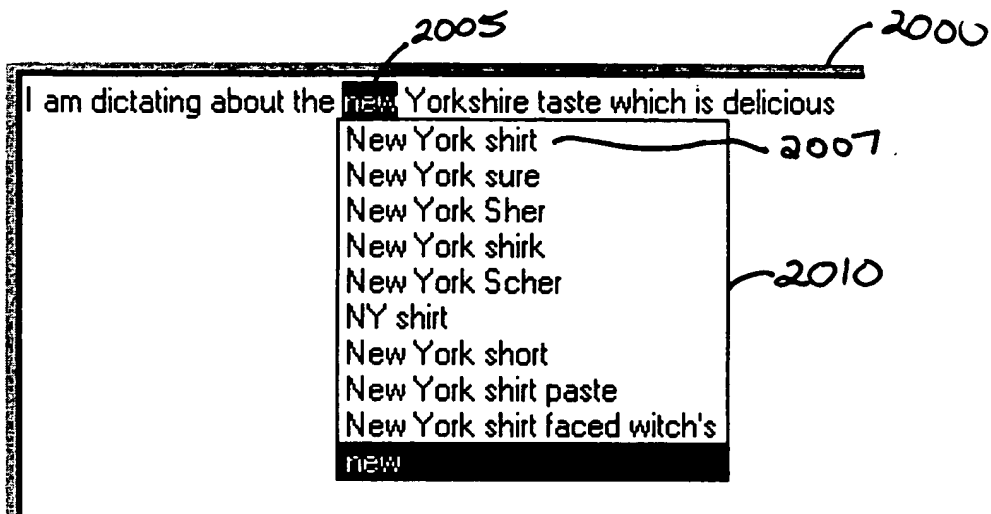 2005
2000
I am dictating about the new Yorkshire taste which is delicious
New York shirt
2007.
New York sure
New York Sher
New York shirk
New York Scher
2010
NY shirt
New York short
New York shirt paste
New York shirt faced witch's
new